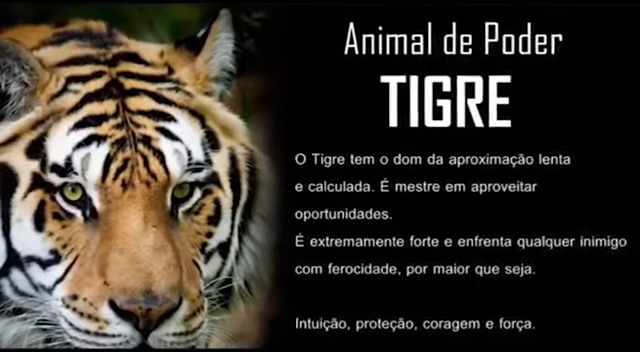 Animal de Poder
TIGRE
O Tigre tem o dom da aproximação lenta
e calculada. É mestre em aproveitar
oportunidades.
É extremamente forte e enfrenta qualquer inimigo
com ferocidade, por maior que seja.
Intuição, proteção, coragem e força.